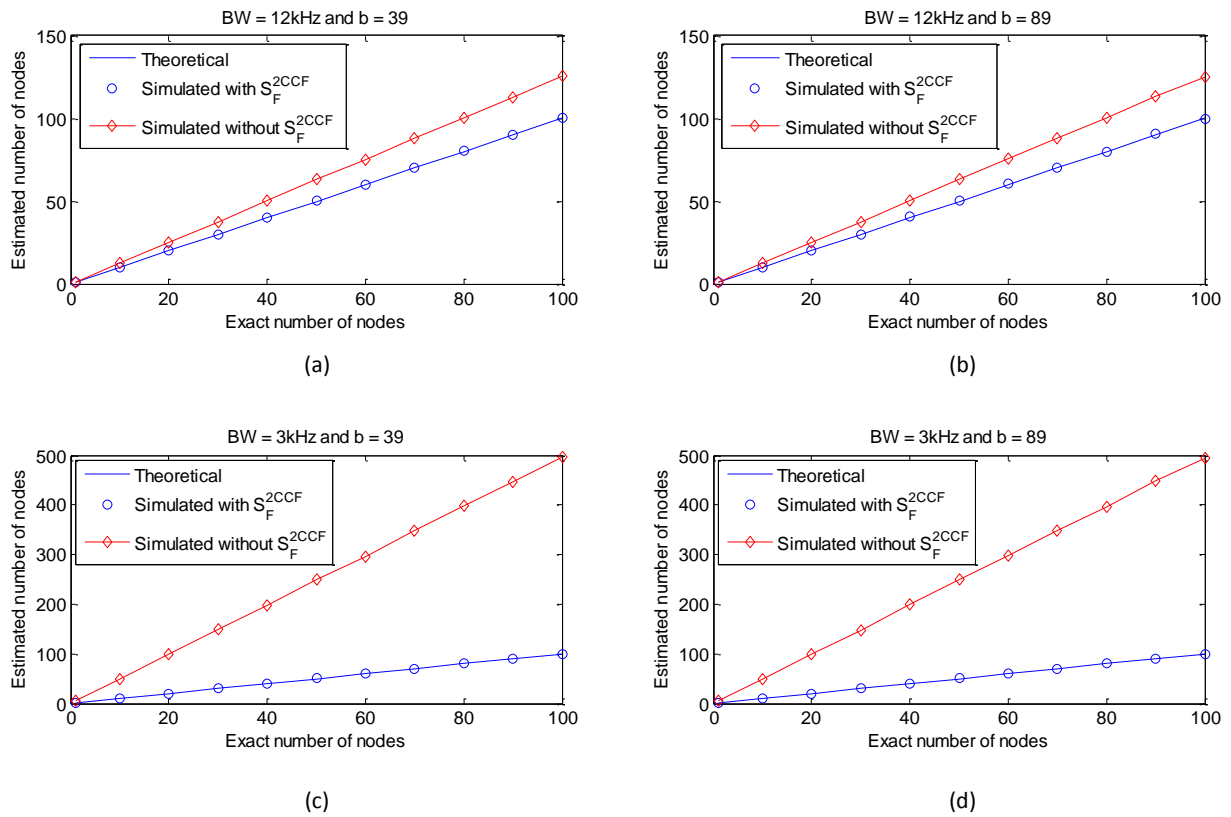 BW = 12kHz and b = 39
150
100
50
0
Estimated number of nodes
Theoretical
Simulated with S_F^2CCF
Simulated without S_F^2CCF
0 20 40 60 80 100
Exact number of nodes
(a)
BW = 12kHz and b = 89
150
100
50
0
Estimated number of nodes
Theoretical
Simulated with S_F^2CCF
Simulated without S_F^2CCF
0 20 40 60 80 100
Exact number of nodes
(b)
BW = 3kHz and b = 39
500
400
300
200
100
0
Estimated number of nodes
Theoretical
Simulated with S_F^2CCF
Simulated without S_F^2CCF
0 20 40 60 80 100
Exact number of nodes
(c)
BW = 3kHz and b = 89
500
400
300
200
100
0
Estimated number of nodes
Theoretical
Simulated with S_F^2CCF
Simulated without S_F^2CCF
0 20 40 60 80 100
Exact number of nodes
(d)